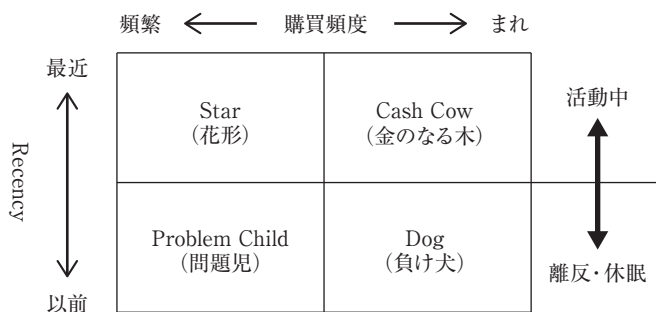 頻繁 購買頻度 まれ
最近
Star
(花形)
Cash Cow
(金のなる木)
活動中
Recency
Problem Child
(問題児)
Dog
(負け犬)
離反・休眠
以前